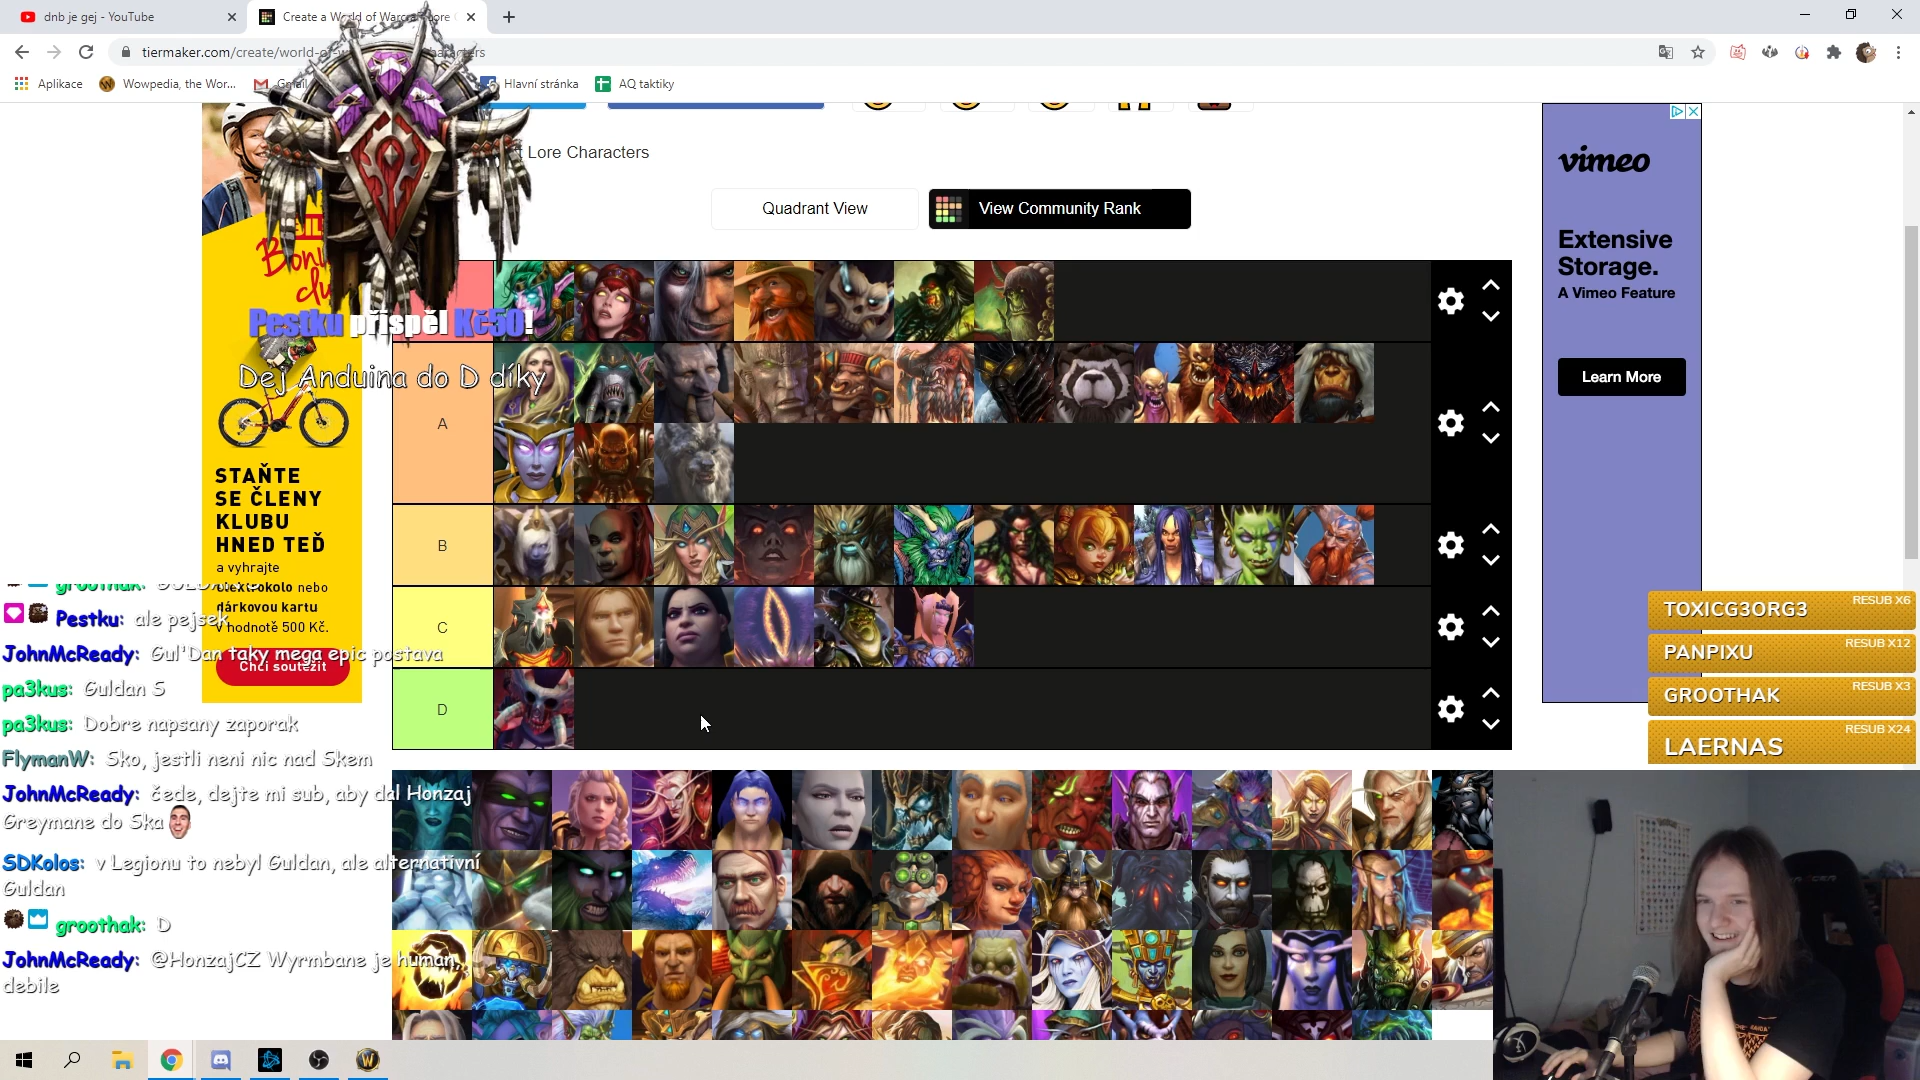 dnb je gej - YouTube
Create a World of Warcraft Lore C
tiermaker.com/create/world-of-w
haracters
Aplikace
Wowpedia, the Wor...
Gmail
Hlavní stránka
AQ taktiky
t Lore Characters
Quadrant View
View Community Rank
vimeo
Extensive
Storage.
A Vimeo Feature
Learn More
Pestku přispěl Kč50!
Dej Anduina do D díky
A
B
C
D
STAŇTE
SE ČLENY
KLUBU
HNED TEĎ
a vyhrajte
elektrokolo nebo
dárkovou kartu
v hodnotě 500 Kč.
Chci soutěžit
groothak:
Pestku: ale pejsek
JohnMcReady: Gul'Dan taky mega epic postava
pa3kus: Guldan S
pa3kus: Dobre napsany zaporak
FlymanW: Sko, jestli neni nic nad Skem
JohnMcReady: čede, dejte mi sub, aby dal Honzaj
Greymane do Ska
SDKolos: v Legionu to nebyl Guldan, ale alternativní
Guldan
groothak: D
JohnMcReady: @HonzajCZ Wyrmbane je human,
debile
TOXICG3ORG3
RESUB X6
PANPIXU
RESUB X12
GROOTHAK
RESUB X3
LAERNAS
RESUB X24